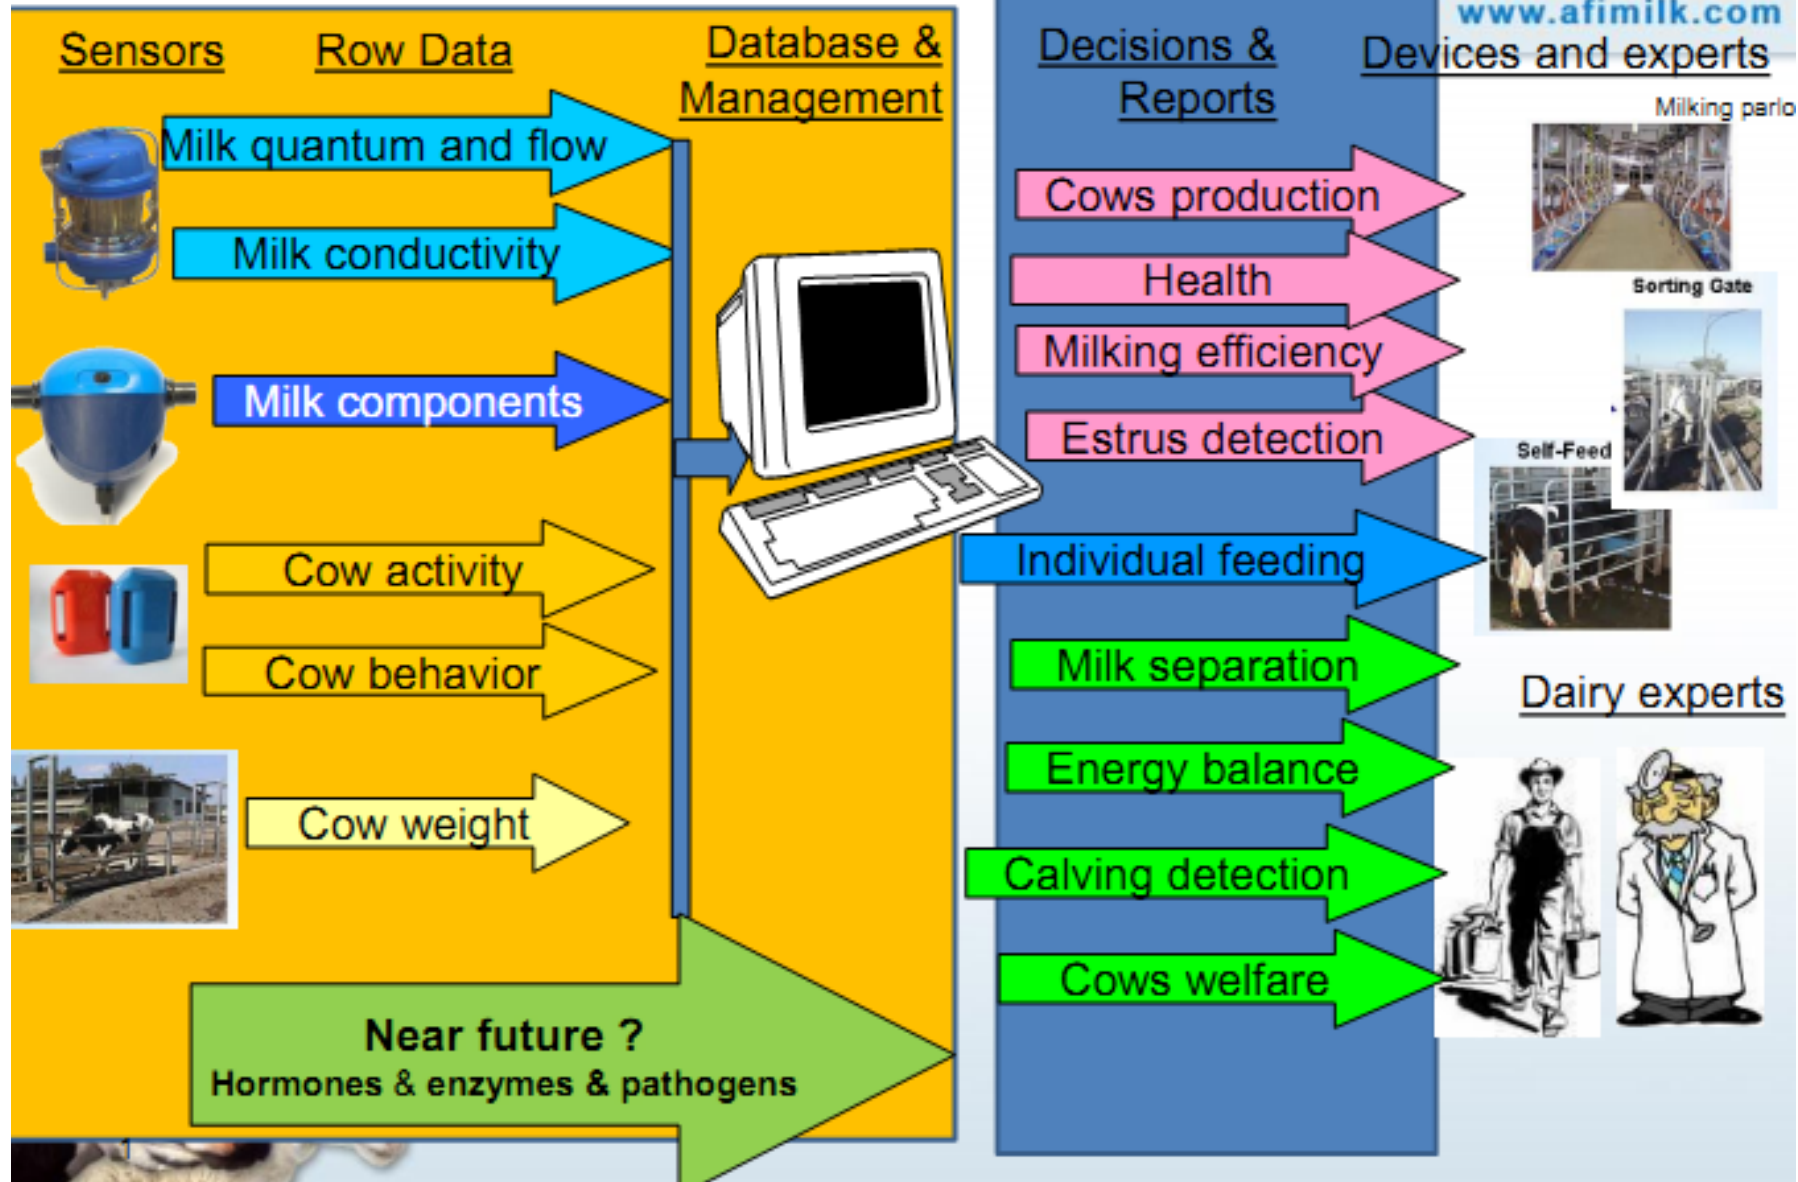 www.afimilk.com
Sensors
Row Data
Database &
Management
Decisions &
Reports
Devices and experts
Milk quantum and flow
Milk conductivity
Milk components
Cow activity
Cow behavior
Cow weight
Near future ?
Hormones & enzymes & pathogens
Cows production
Health
Milking efficiency
Estrus detection
Individual feeding
Milk separation
Energy balance
Calving detection
Cows welfare
Milking parlo
Sorting Gate
Self-Feed
Dairy experts
1